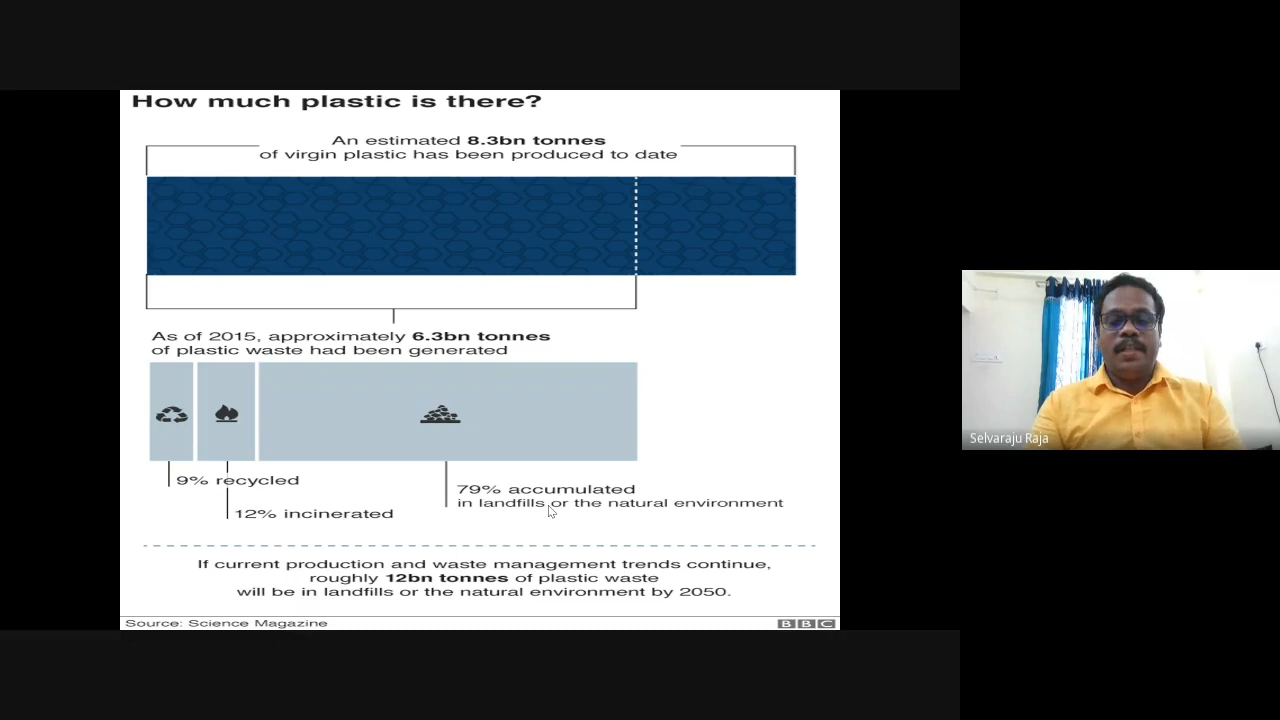 How much plastic is there?
An estimated 8.3bn tonnes
of virgin plastic has been produced to date
As of 2015, approximately 6.3bn tonnes
of plastic waste had been generated
9% recycled
12% incinerated
79% accumulated
in landfills or the natural environment
If current production and waste management trends continue,
roughly 12bn tonnes of plastic waste
will be in landfills or the natural environment by 2050.
Source: Science Magazine
BBC
Selvaraju Raja